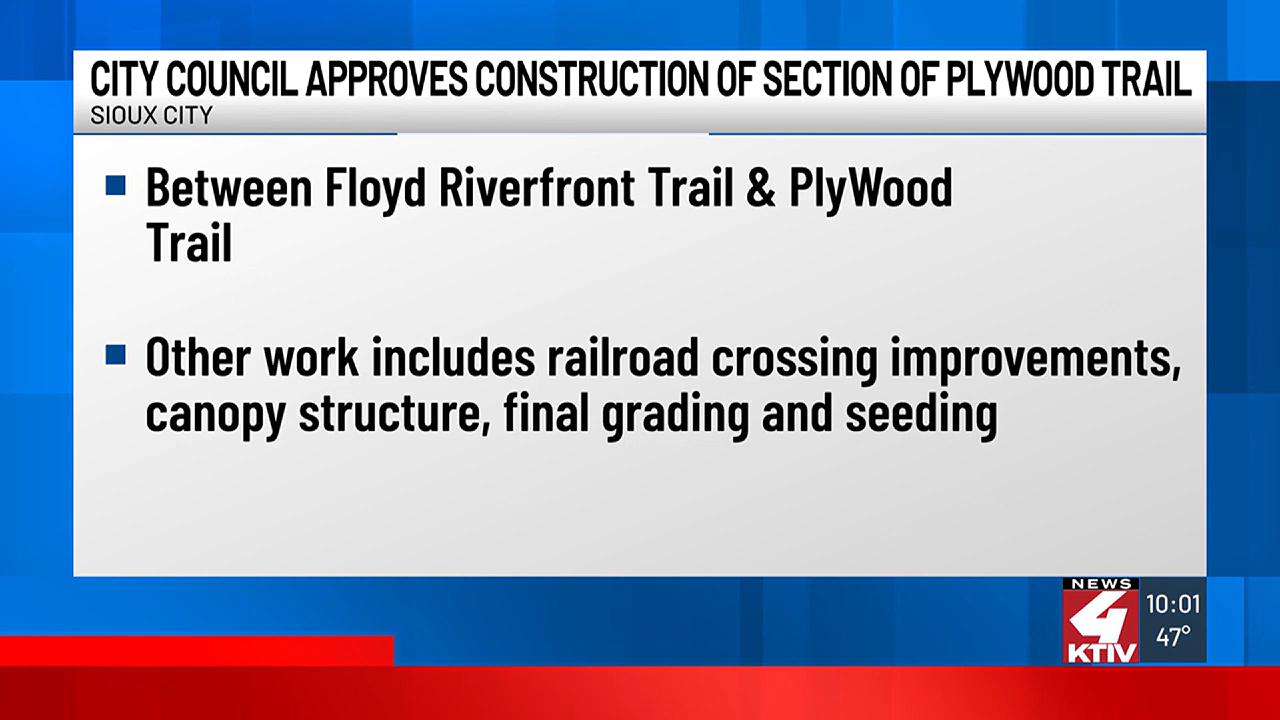 CITY COUNCIL APPROVES CONSTRUCTION OF SECTION OF PLYWOOD TRAIL
SIOUX CITY
Between Floyd Riverfront Trail & PlyWood
Trail
Other work includes railroad crossing improvements,
canopy structure, final grading and seeding
NEWS
4
KTIV
10:01
47°